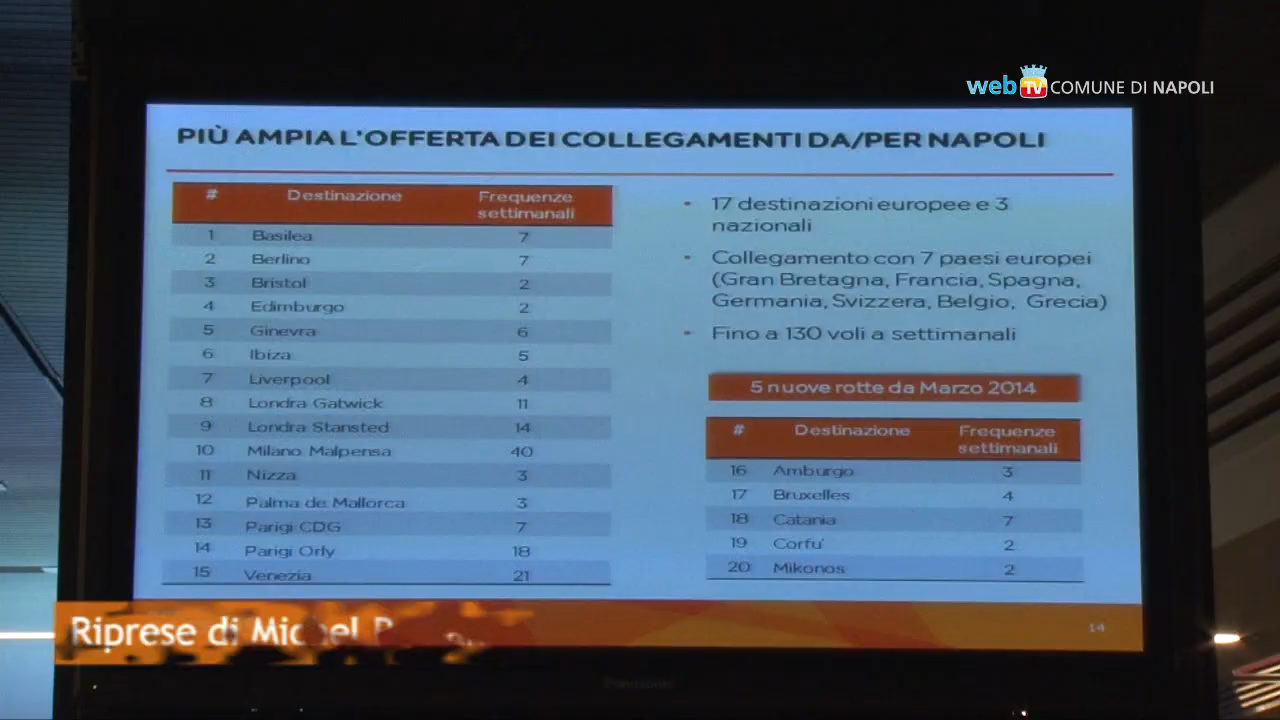 web TV COMUNE DI NAPOLI
PIÙ AMPIA L'OFFERTA DEI COLLEGAMENTI DA/PER NAPOLI
# Destinazione Frequenze settimanali
1 Basilea 7
2 Berlino 7
3 Bristol 2
4 Edimburgo 2
5 Ginevra 6
6 Ibiza 5
7 Liverpool 4
8 Londra Gatwick 11
9 Londra Stansted 14
10 Milano Malpensa 40
11 Nizza 3
12 Palma de Mallorca 3
13 Parigi CDG 7
14 Parigi Orly 18
15 Venezia 21
• 17 destinazioni europee e 3
nazionali
• Collegamento con 7 paesi europei
(Gran Bretagna, Francia, Spagna,
Germania, Svizzera, Belgio, Grecia)
• Fino a 130 voli a settimanali
5 nuove rotte da Marzo 2014
# Destinazione Frequenze settimanali
16 Amburgo 3
17 Bruxelles 4
18 Catania 7
19 Corfu' 2
20 Mikonos 2
14
Riprese di
Panasonic